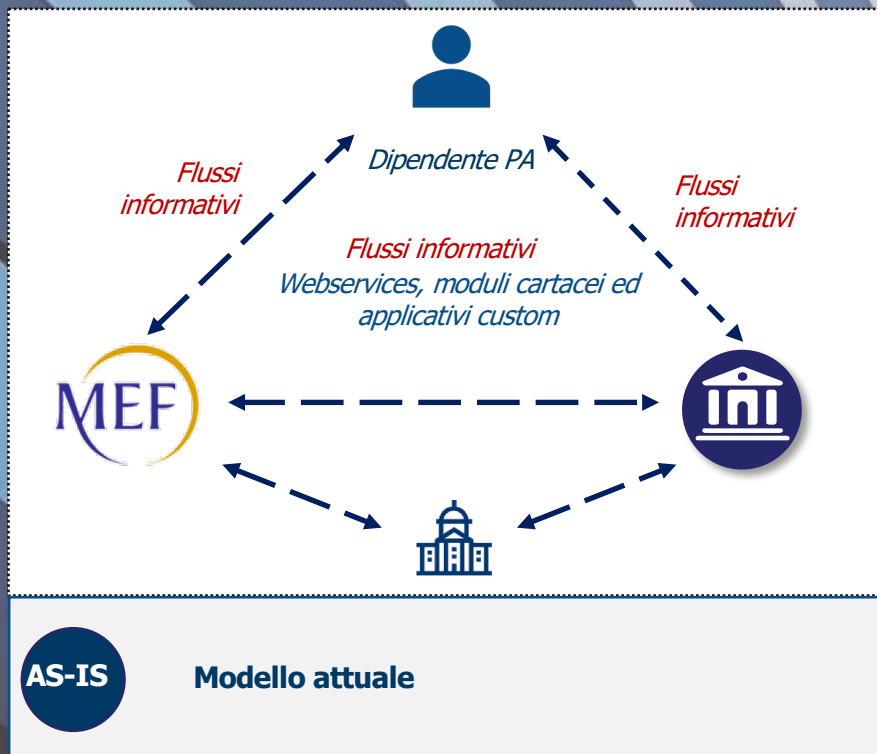 Dipendente PA
Flussi
informativi
Flussi
informativi
Flussi informativi
Webservices, moduli cartacei ed
applicativi custom
MEF
AS-IS
Modello attuale